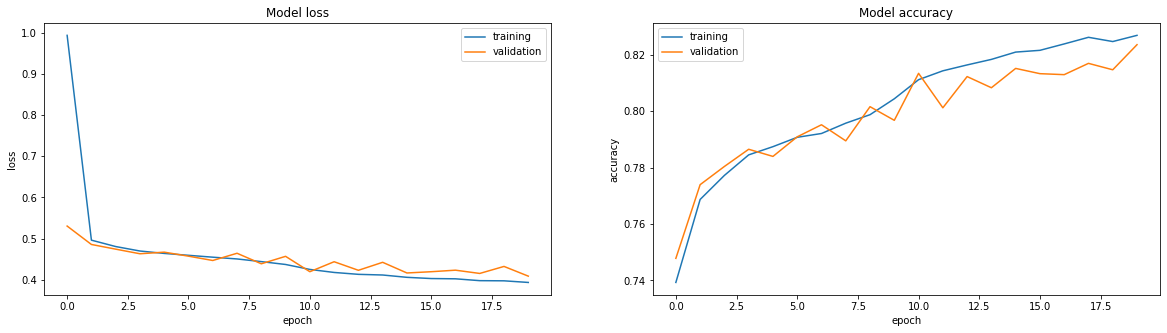 Model loss
training
validation
1.0
0.9
0.8
0.7
0.6
0.5
0.4
loss
0.0 2.5 5.0 7.5 10.0 12.5 15.0 17.5
epoch
Model accuracy
training
validation
0.82
0.80
0.78
0.76
0.74
accuracy
0.0 2.5 5.0 7.5 10.0 12.5 15.0 17.5
epoch